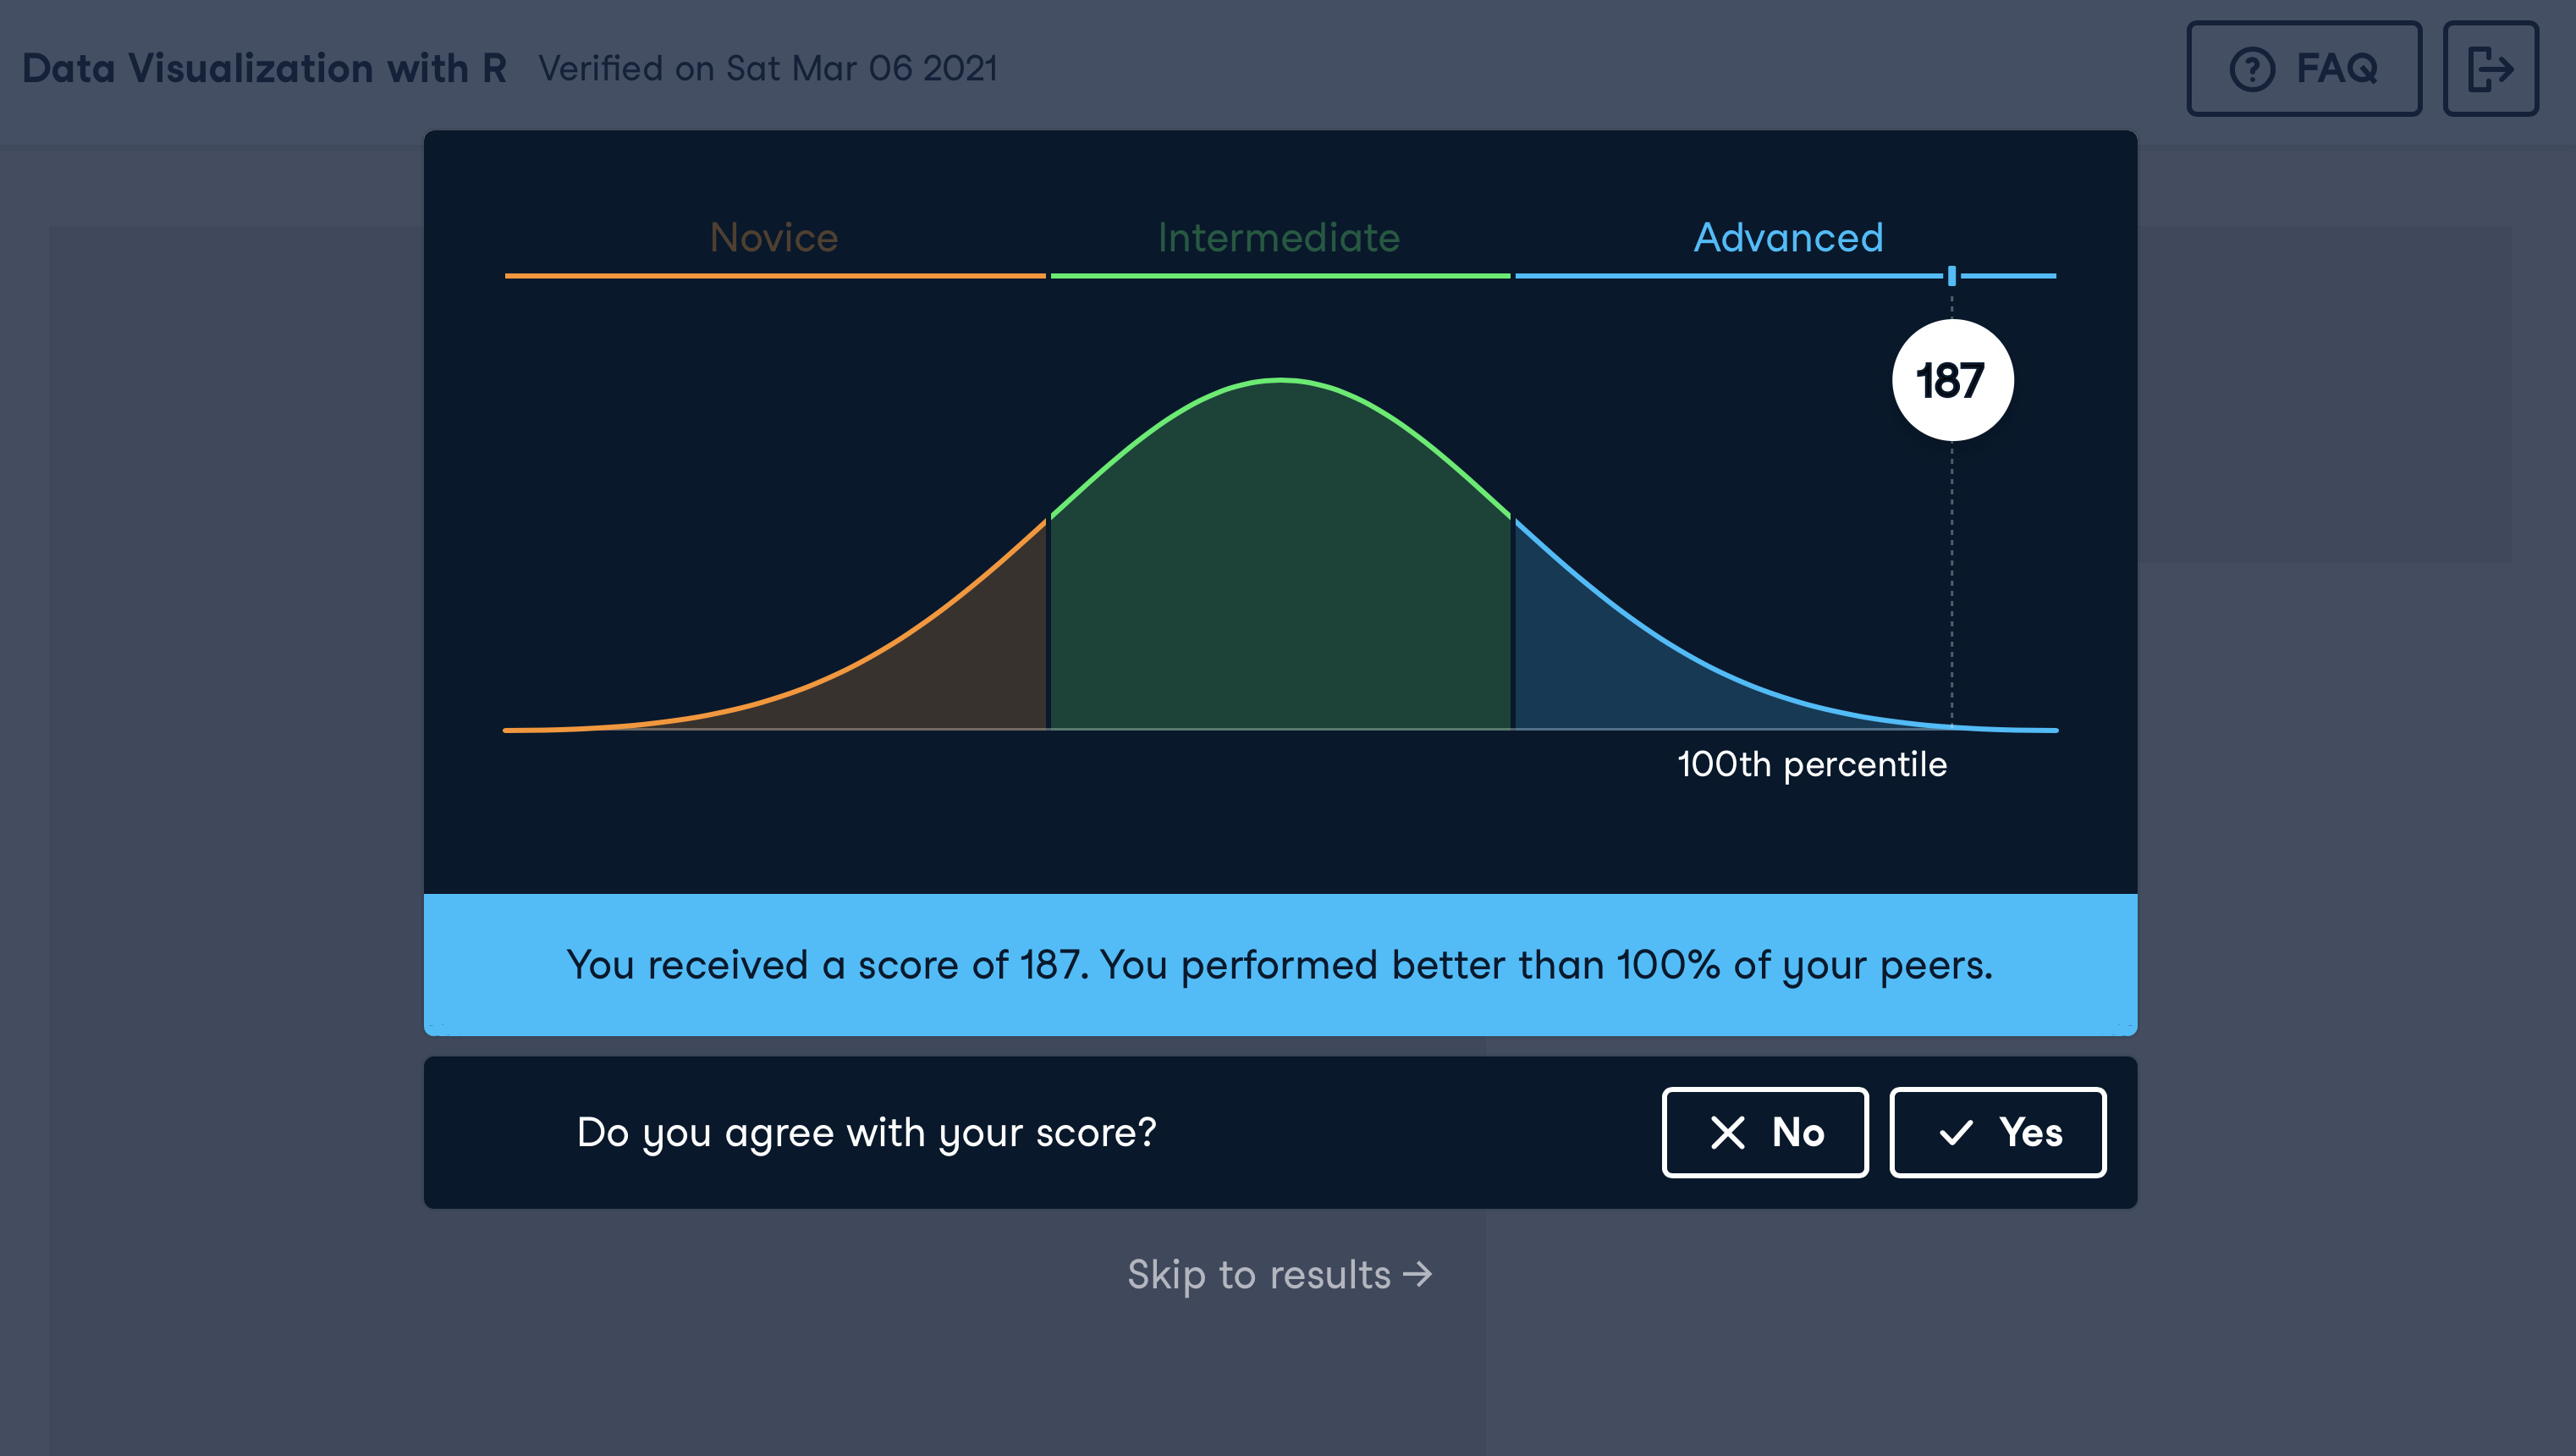 Data Visualization with R Verified on Sat Mar 06 2021 FAQ
Novice Intermediate Advanced
187
100th percentile
You received a score of 187. You performed better than 100% of your peers.
Do you agree with your score? No Yes
Skip to results →